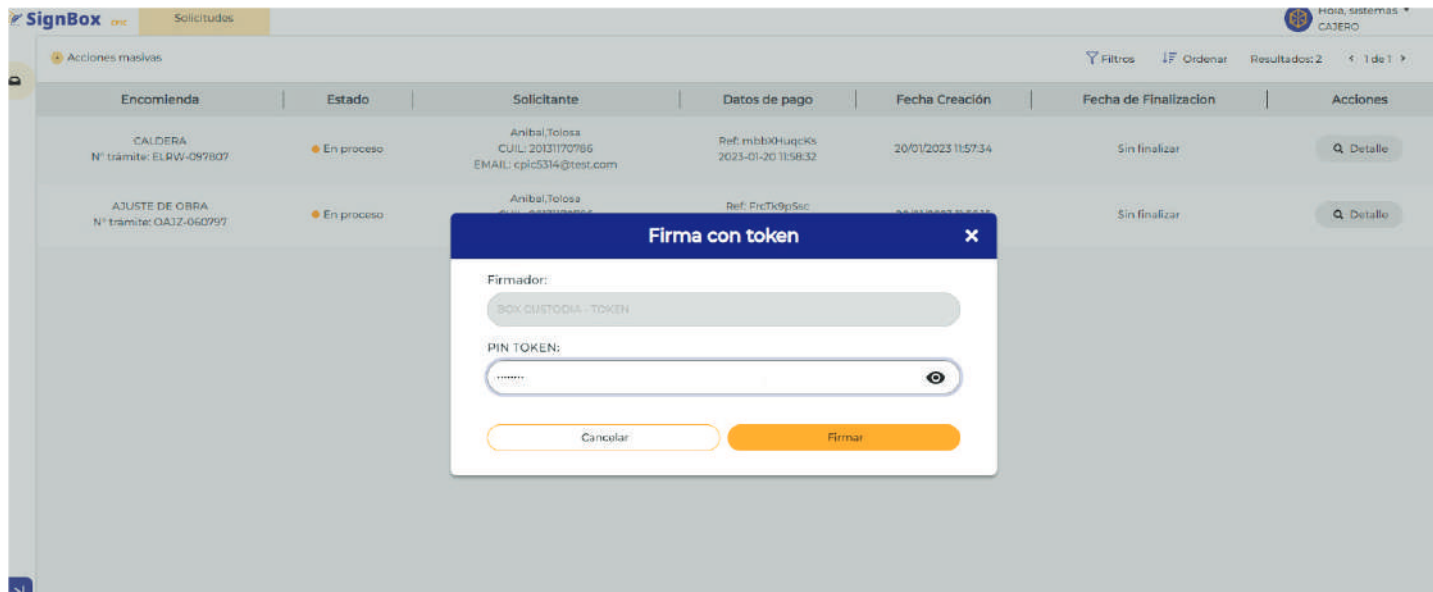 SignBox CPIC
Solicitudes
Hola, sistemas
CAJERO
Acciones masivas
Filtros
Ordenar
Resultados: 2
1 de 1
Encomienda
Estado
Solicitante
Datos de pago
Fecha Creación
Fecha de Finalizacion
Acciones
CALDERA
N° trámite: ELRW-097807
En proceso
Anibal,Tolosa
CUIL: 20131170786
EMAIL: cpic5314@test.com
Ref: mbbXHuqcKs
2023-01-20 11:58:32
20/01/2023 11:57:34
Sin finalizar
Detalle
AJUSTE DE OBRA
N° trámite: OAJZ-060797
En proceso
Anibal,Tolosa
Ref: FrcTk9pSsc
Sin finalizar
Detalle
Firma con token
Firmador:
BOX CUSTODIA - TOKEN
PIN TOKEN:
••••••••
Cancelar
Firmar